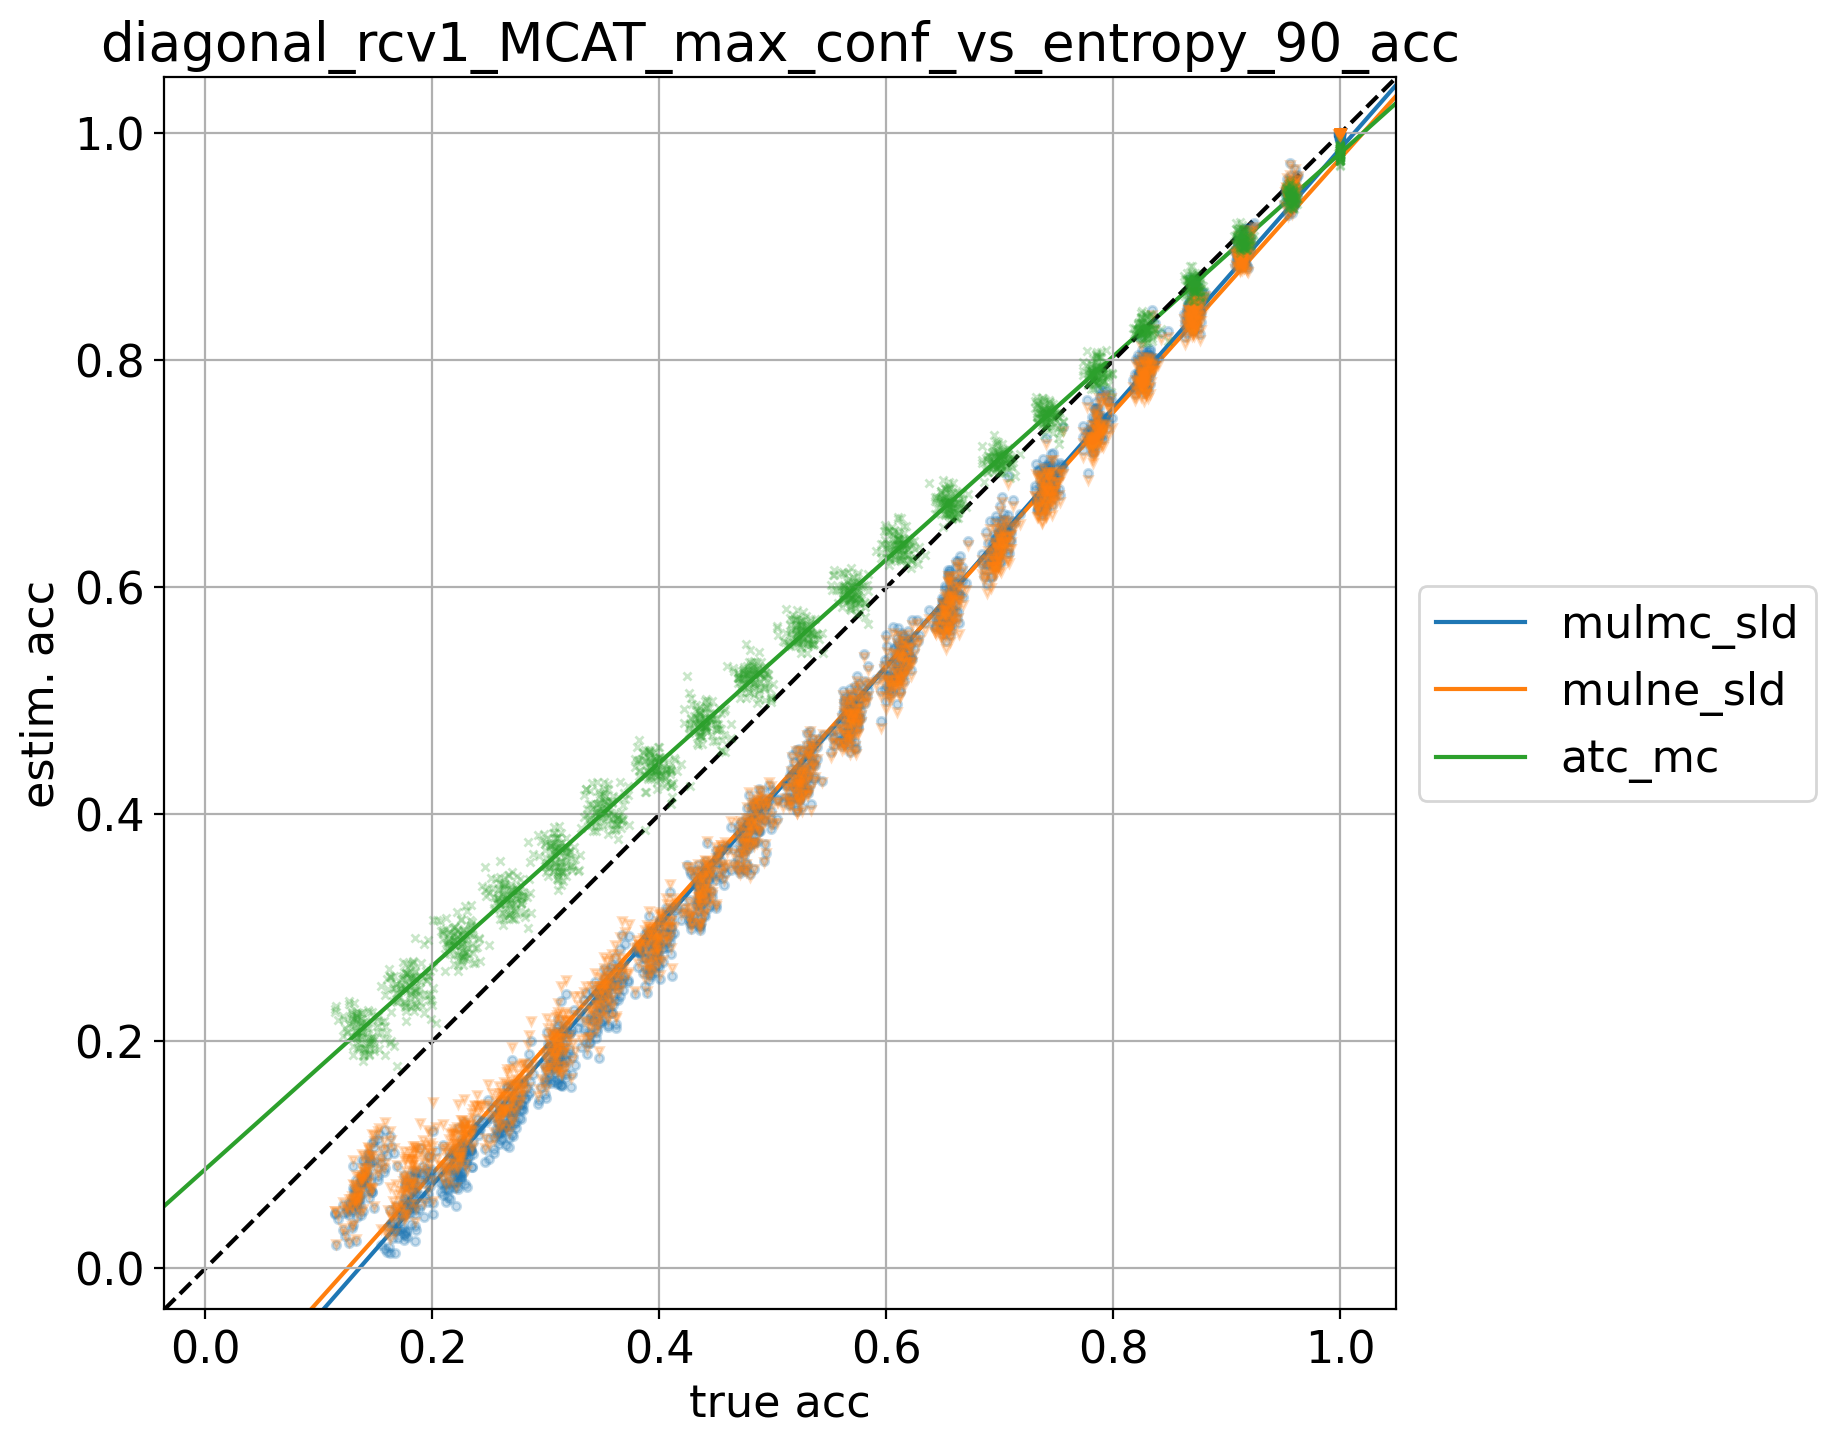 diagonal_rcv1_MCAT_max_conf_vs_entropy_90_acc
1.0
0.8
0.6
0.4
0.2
0.0
estim. acc
0.0 0.2 0.4 0.6 0.8 1.0
true acc
mulmc_sld
mulne_sld
atc_mc